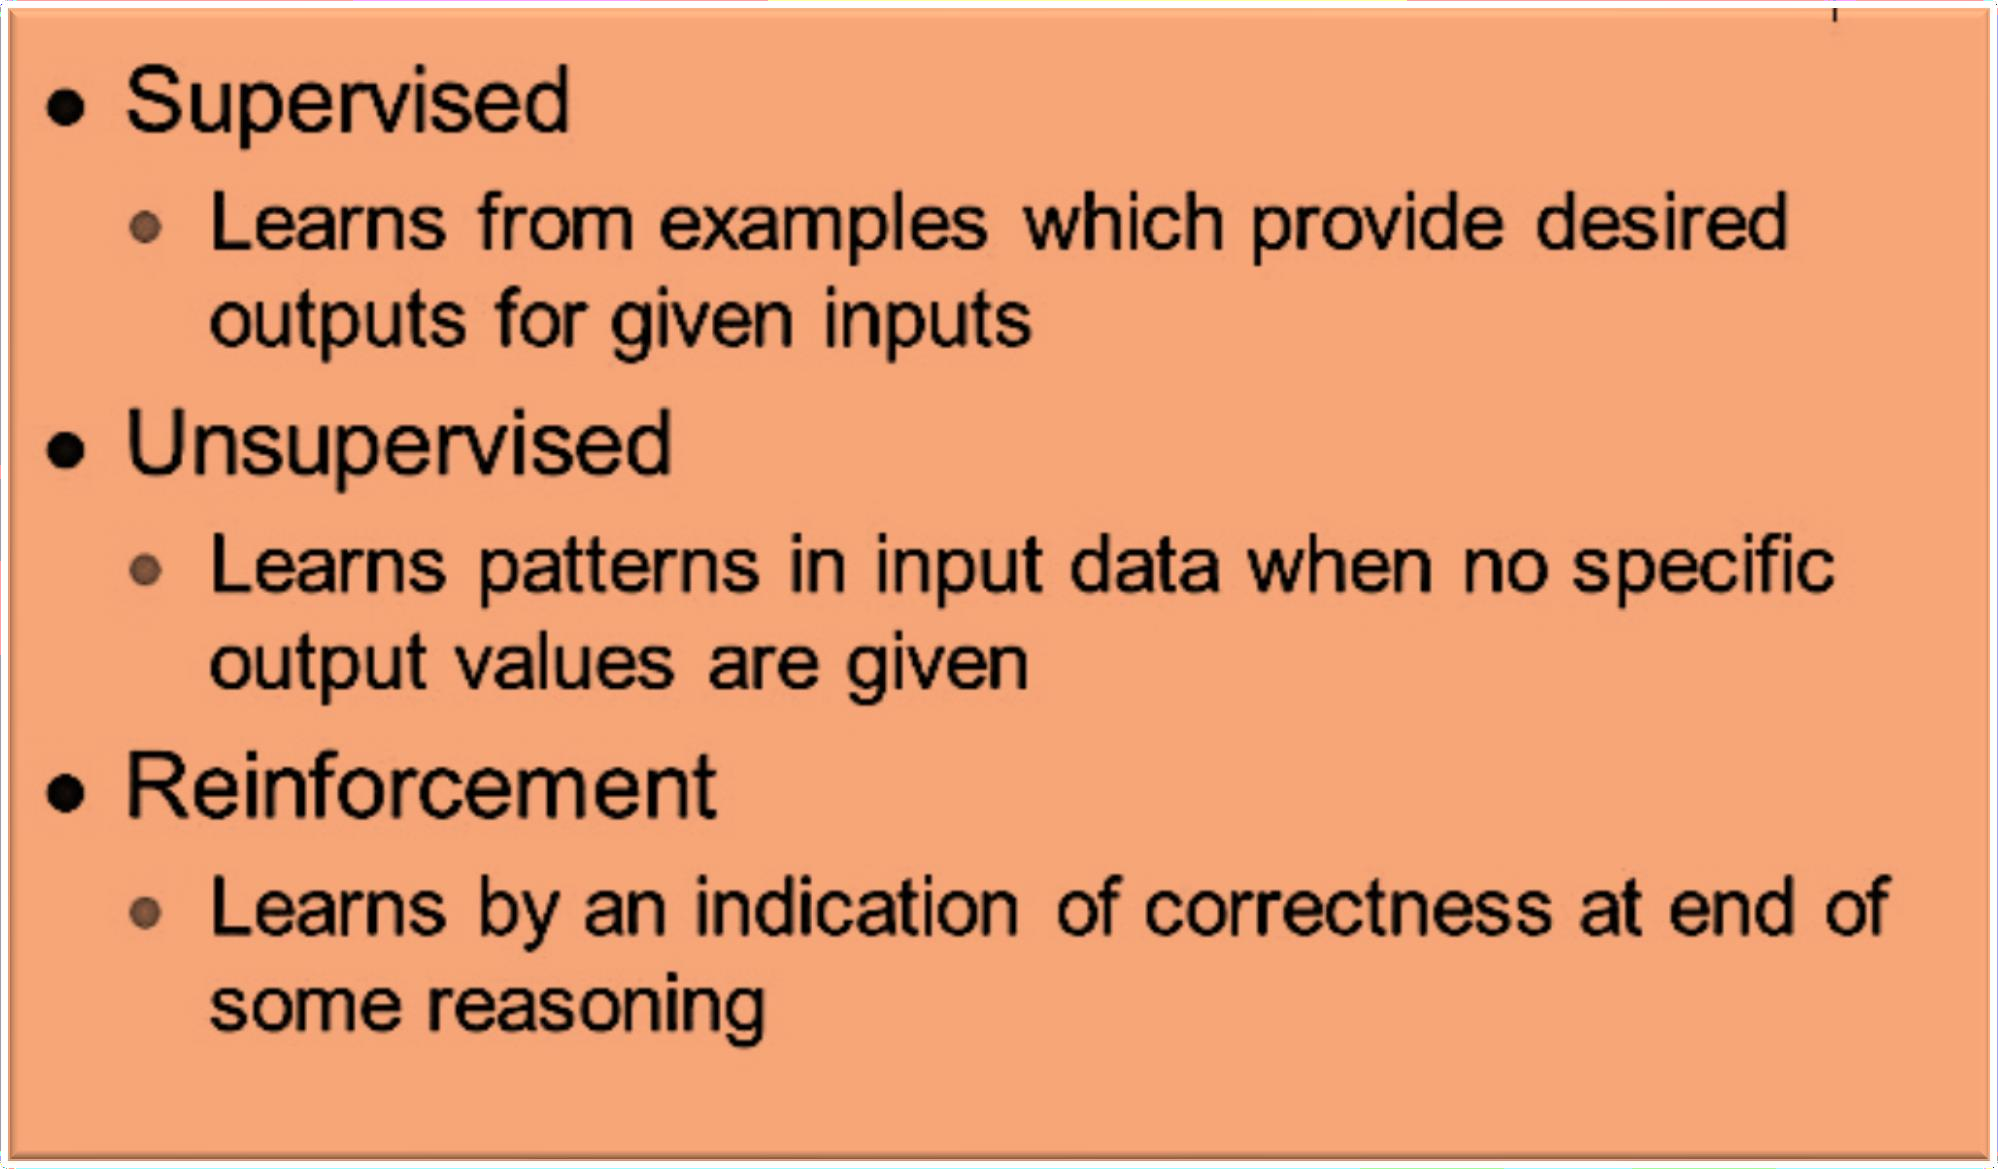 • Supervised
• Learns from examples which provide desired
outputs for given inputs
• Unsupervised
• Learns patterns in input data when no specific
output values are given
• Reinforcement
• Learns by an indication of correctness at end of
some reasoning